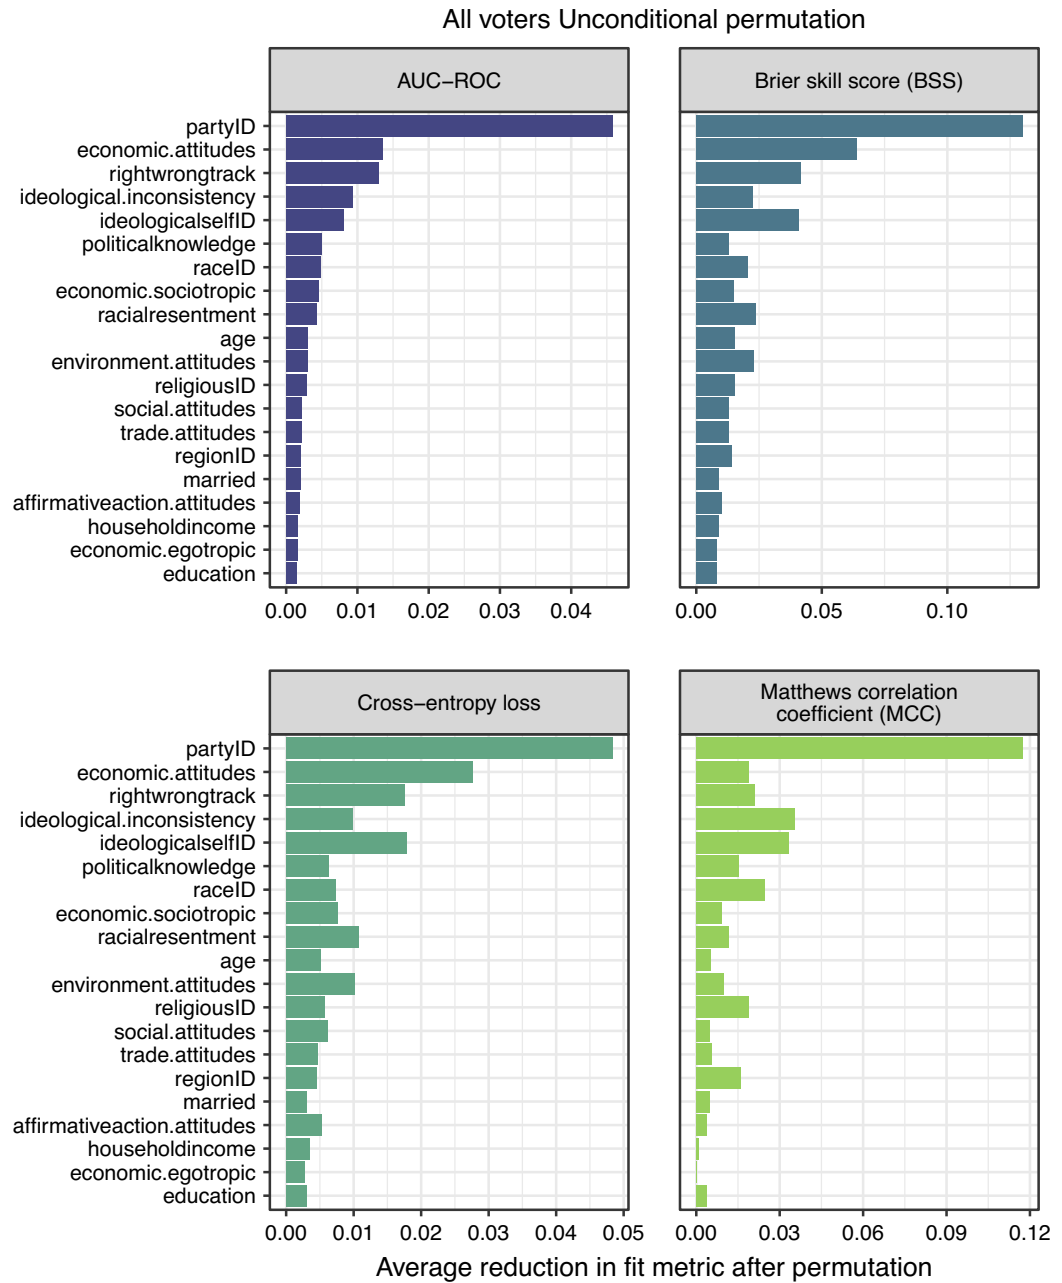 All voters Unconditional permutation
AUC−ROC
Brier skill score (BSS)
partyID
economic.attitudes
rightwrongtrack
ideological.inconsistency
ideologicalselfID
politicalknowledge
raceID
economic.sociotropic
racialresentment
age
environment.attitudes
religiousID
social.attitudes
trade.attitudes
regionID
married
affirmativeaction.attitudes
householdincome
economic.egotropic
education
0.00 0.01 0.02 0.03 0.04
0.00 0.05 0.10
Cross−entropy loss
Matthews correlation
coefficient (MCC)
partyID
economic.attitudes
rightwrongtrack
ideological.inconsistency
ideologicalselfID
politicalknowledge
raceID
economic.sociotropic
racialresentment
age
environment.attitudes
religiousID
social.attitudes
trade.attitudes
regionID
married
affirmativeaction.attitudes
householdincome
economic.egotropic
education
0.00 0.01 0.02 0.03 0.04 0.05
0.00 0.03 0.06 0.09 0.12
Average reduction in fit metric after permutation